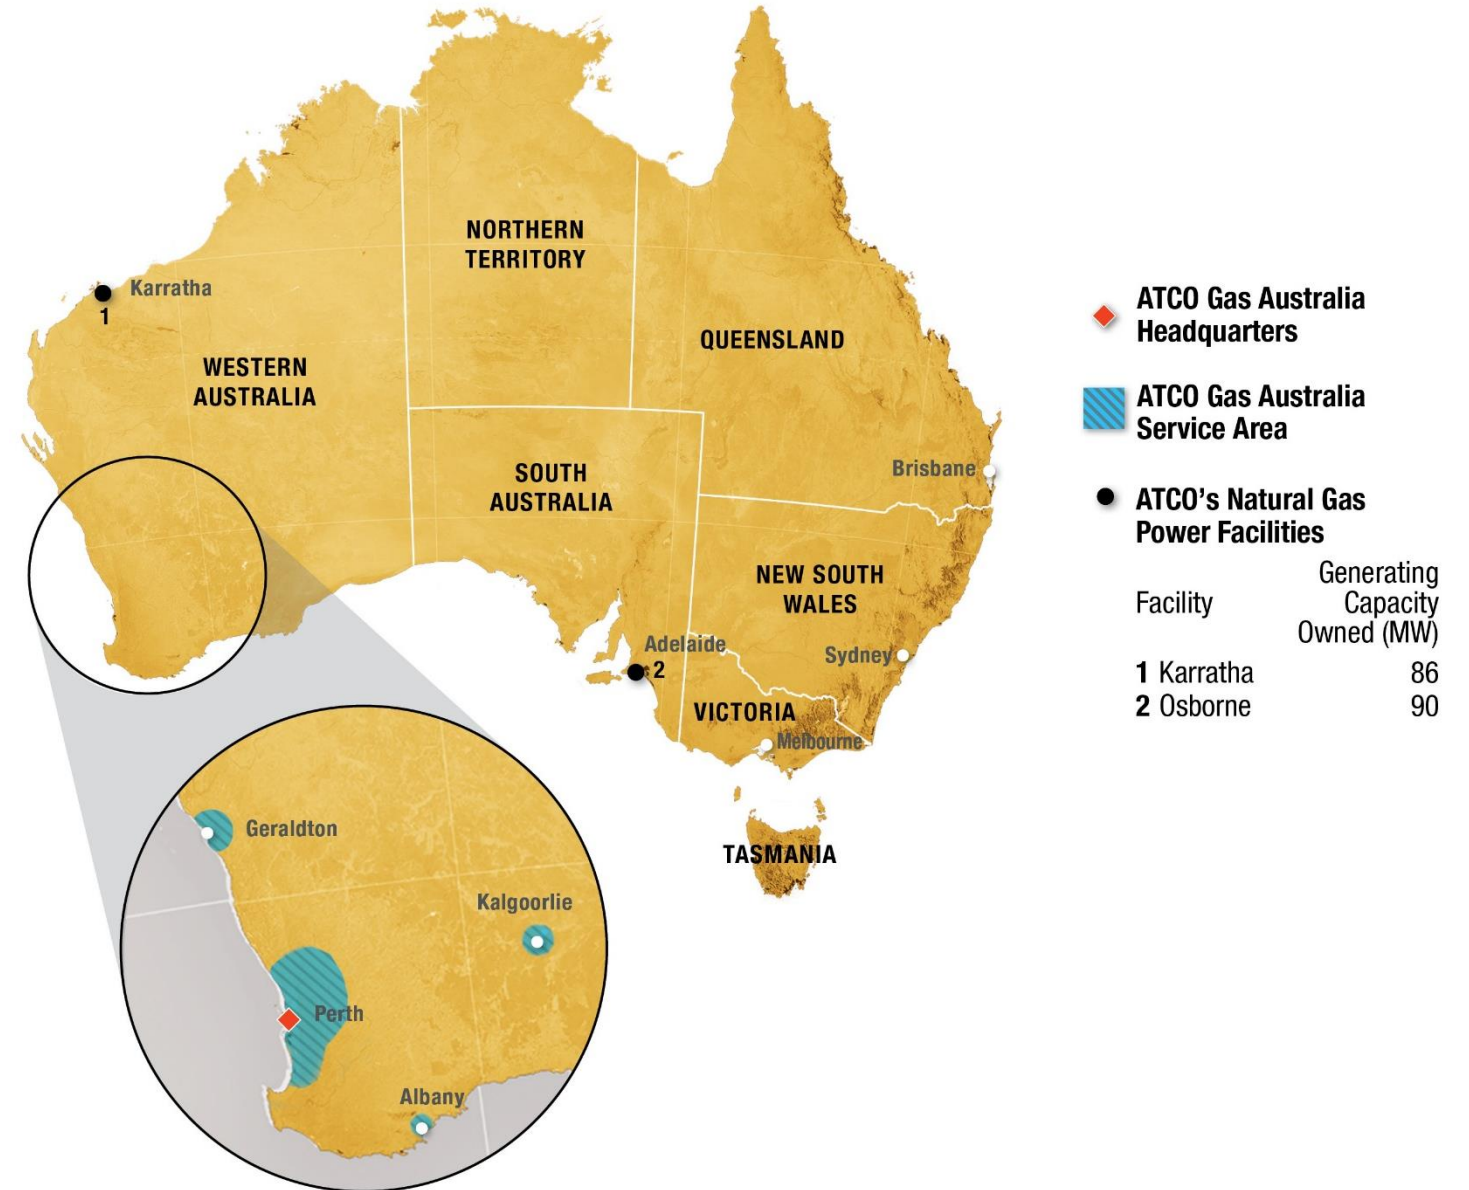 NORTHERN
TERRITORY
Karratha
1
WESTERN
AUSTRALIA
QUEENSLAND
SOUTH
AUSTRALIA
Brisbane
NEW SOUTH
WALES
Adelaide
2
Sydney
VICTORIA
Melbourne
TASMANIA
Geraldton
Kalgoorlie
Perth
Albany
ATCO Gas Australia
Headquarters
ATCO Gas Australia
Service Area
ATCO’s Natural Gas
Power Facilities
Generating
Facility Capacity
Owned (MW)
1 Karratha 86
2 Osborne 90